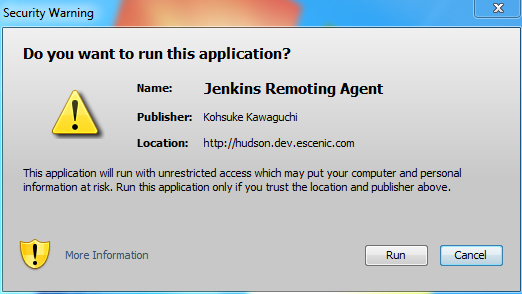 Security Warning
Do you want to run this application?
Name: Jenkins Remoting Agent
Publisher: Kohsuke Kawaguchi
Location: http://hudson.dev.escenic.com
This application will run with unrestricted access which may put your computer and personal
information at risk. Run this application only if you trust the location and publisher above.
More Information
Run Cancel